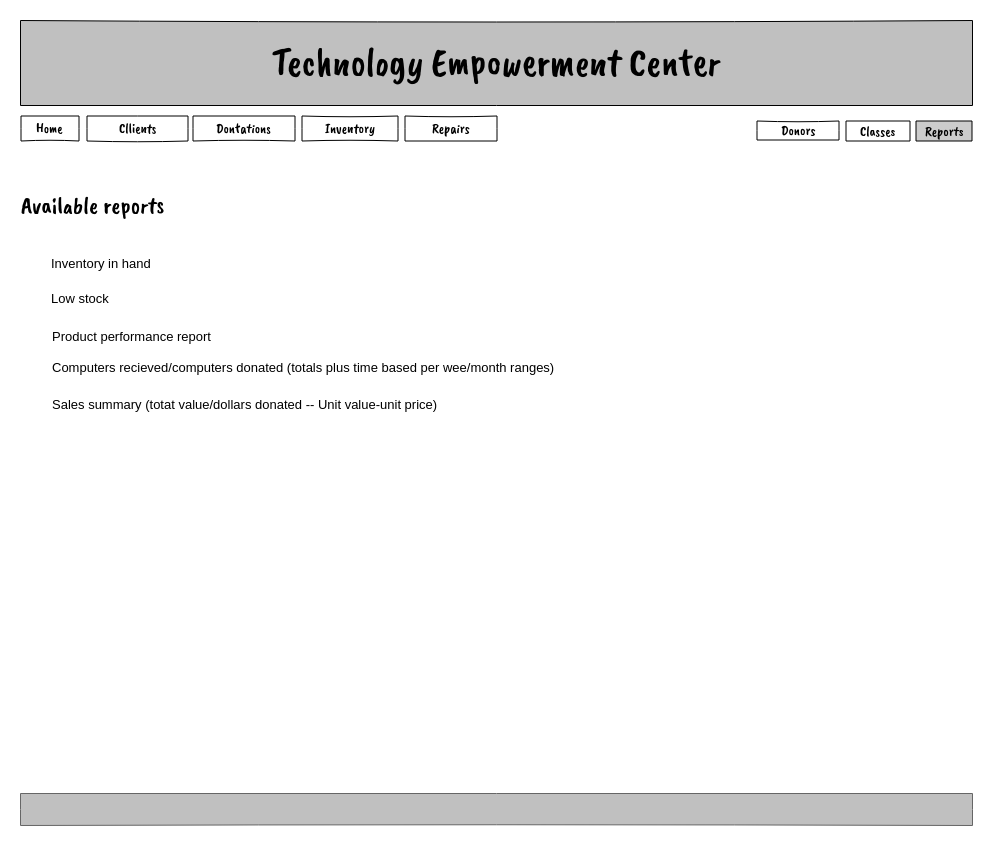 Technology Empowerment Center
Home Cllients Dontations Inventory Repairs Donors Classes Reports
Available reports
Inventory in hand
Low stock
Product performance report
Computers recieved/computers donated (totals plus time based per wee/month ranges)
Sales summary (totat value/dollars donated -- Unit value-unit price)